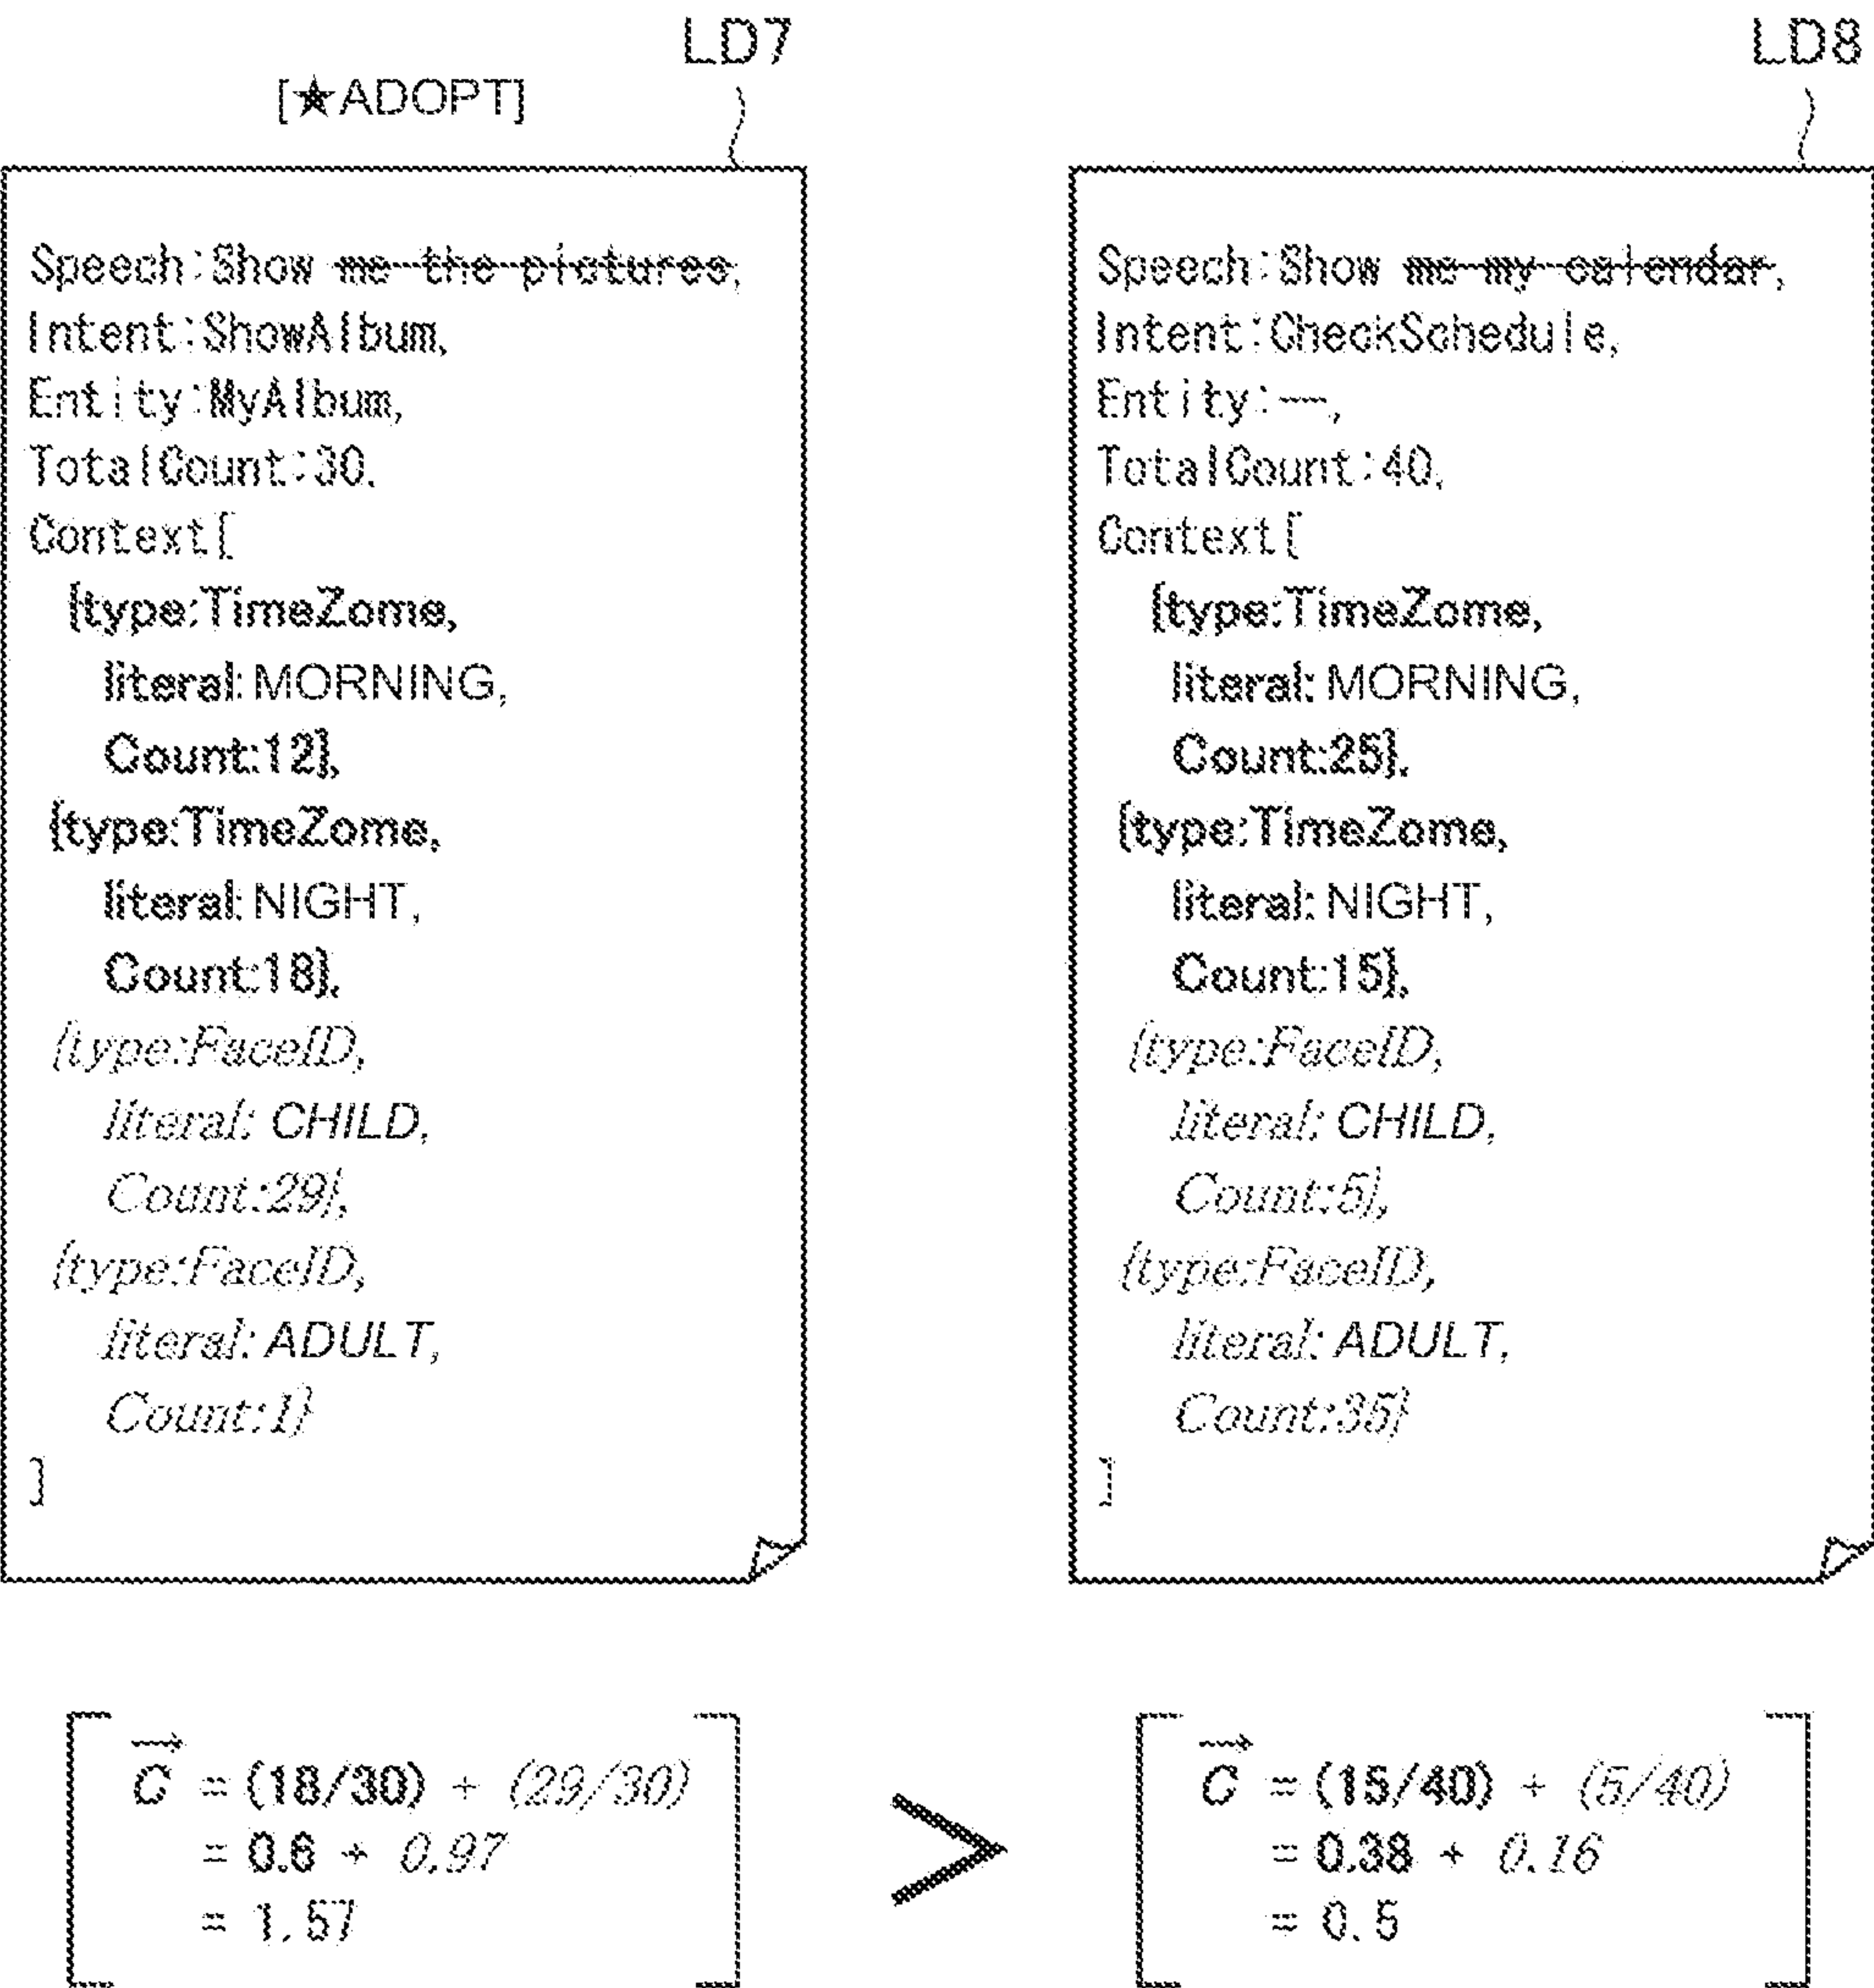 LD7
[★ADOPT]
Speech:Show me the pictures,
Intent:ShowAlbum,
Entity:MyAlbum,
TotalCount:30.
Context[
{type:TimeZome,
literal: MORNING,
Count:12},
{type:TimeZome,
literal: NIGHT,
Count:18},
{type:FaceID,
literal: CHILD,
Count:29},
{type:FaceID,
literal: ADULT,
Count:1}
]
C = (18/30) + (29/30)
= 0.6 + 0.97
= 1.57
>
LD8
Speech:Show me my calendar,
Intent:CheckSchedule,
Entity:—,
TotalCount:40,
Context[
{type:TimeZome,
literal: MORNING,
Count:25},
{type:TimeZome,
literal: NIGHT,
Count:15},
{type:FaceID,
literal: CHILD,
Count:5},
{type:FaceID,
literal: ADULT,
Count:35}
]
C = (15/40) + (5/40)
= 0.38 + 0.16
= 0.5